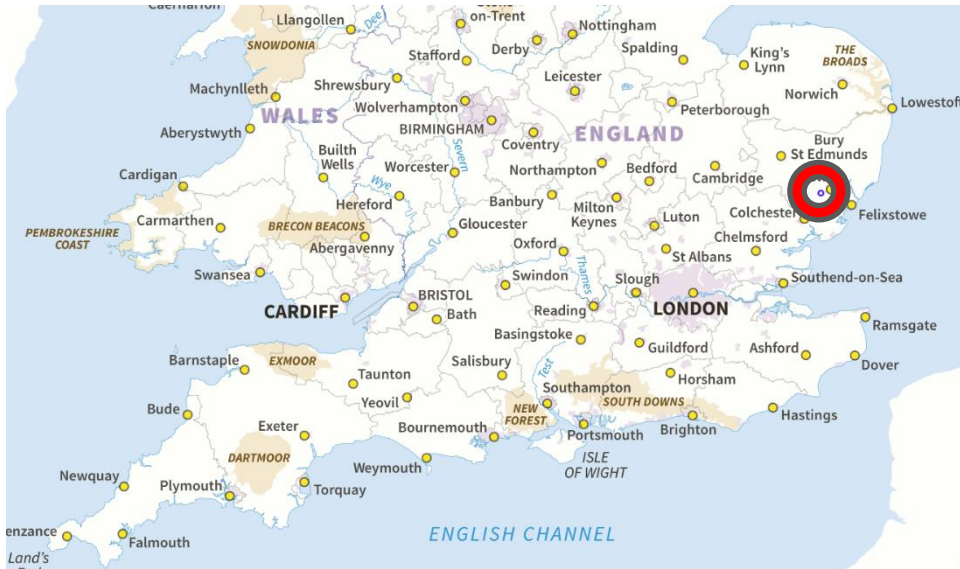 Caernarfon
Llangollen
Dee
on-Trent
Nottingham
Derby
Spalding
King's
Lynn
THE
BROADS
SNOWDONIA
Stafford
Leicester
Norwich
Machynlleth
Shrewsbury
Wolverhampton
Peterborough
Lowestoft
WALES
BIRMINGHAM
ENGLAND
Aberystwyth
Coventry
Bury
St Edmunds
Builth
Wells
Worcester
Severn
Northampton
Bedford
Cambridge
Cardigan
Wye
Hereford
Banbury
Milton
Keynes
Colchester
Felixstowe
Carmarthen
BRECON BEACONS
Gloucester
Luton
PEMBROKESHIRE
COAST
Abergavenny
Oxford
Chelmsford
St Albans
Swansea
Swindon
Thames
Slough
Southend-on-Sea
CARDIFF
BRISTOL
Bath
Reading
LONDON
Ramsgate
Basingstoke
Guildford
Ashford
Dover
Barnstaple
EXMOOR
Salisbury
Test
Taunton
Horsham
Southampton
SOUTH DOWNS
Yeovil
Bude
NEW
FOREST
Hastings
Exeter
Bournemouth
Portsmouth
Brighton
DARTMOOR
Weymouth
ISLE
OF WIGHT
Newquay
Plymouth
Torquay
enzance
Falmouth
ENGLISH CHANNEL
Land's